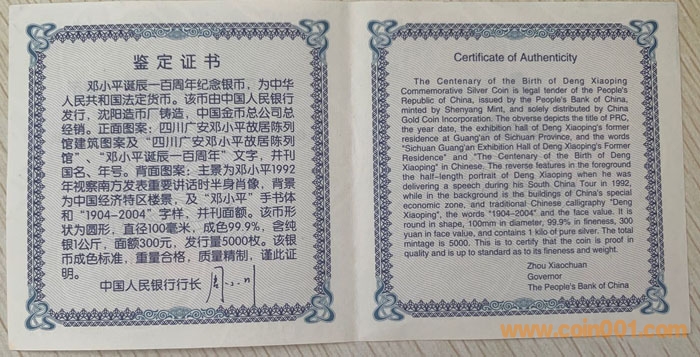 鉴定证书
邓小平诞辰一百周年纪念银币，为中华
人民共和国法定货币。该币由中国人民银行
发行，沈阳造币厂铸造，中国金币总公司总
经销。正面图案：四川广安邓小平故居陈列
馆建筑图案及“四川广安邓小平故居陈列
馆”、“邓小平诞辰一百周年”文字，并刊
国名、年号。背面图案：主景为邓小平1992
年视察南方发表重要讲话时半身肖像，背景
为中国经济特区楼景，及“邓小平”手书体
和“1904-2004”字样，并刊面额。该币形
状为圆形，直径100毫米，成色99.9%，含纯
银1公斤，面额300元，发行量5000枚。该银
币成色标准，重量合格，质量精制，谨此证
明。
中国人民银行行长
Certificate of Authenticity
The Centenary of the Birth of Deng Xiaoping
Commemorative Silver Coin is legal tender of the People's
Republic of China, issued by the People's Bank of China,
minted by Shenyang Mint, and solely distributed by China
Gold Coin Incorporation. The obverse depicts the title of PRC,
the year date, the exhibition hall of Deng Xiaoping's former
residence at Guang'an of Sichuan Province, and the words
"Sichuan Guang'an Exhibition Hall of Deng Xiaoping's Former
Residence" and "The Centenary of the Birth of Deng
Xiaoping" in Chinese. The reverse features in the foreground
the half-length portrait of Deng Xiaoping when he was
delivering a speech during his South China Tour in 1992,
while in the background is the buildings of China's special
economic zone, and traditional Chinese calligraphy "Deng
Xiaoping", the words "1904-2004" and the face value. It is
round in shape, 100mm in diameter, 99.9% in fineness, 300
yuan in face value, and contains 1 kilo of pure silver. The total
mintage is 5000. This is to certify that the coin is proof in
quality and is up to standard as to its fineness and weight.
Zhou Xiaochuan
Governor
The People's Bank of China
www.coin001.com